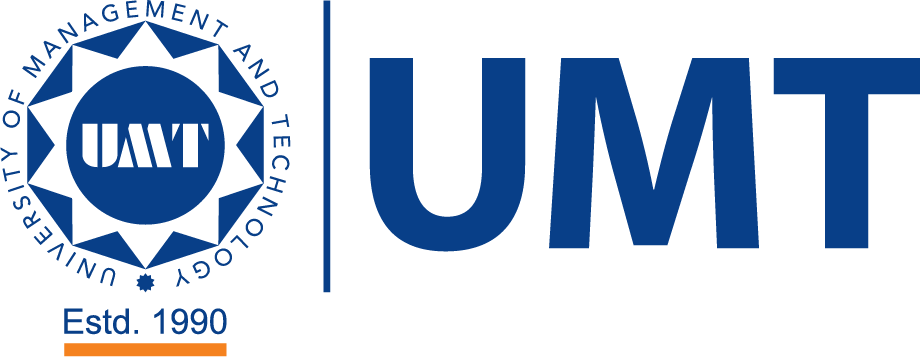 UNIVERSITY OF MANAGEMENT AND TECHNOLOGY
UMT
Estd. 1990
UMT